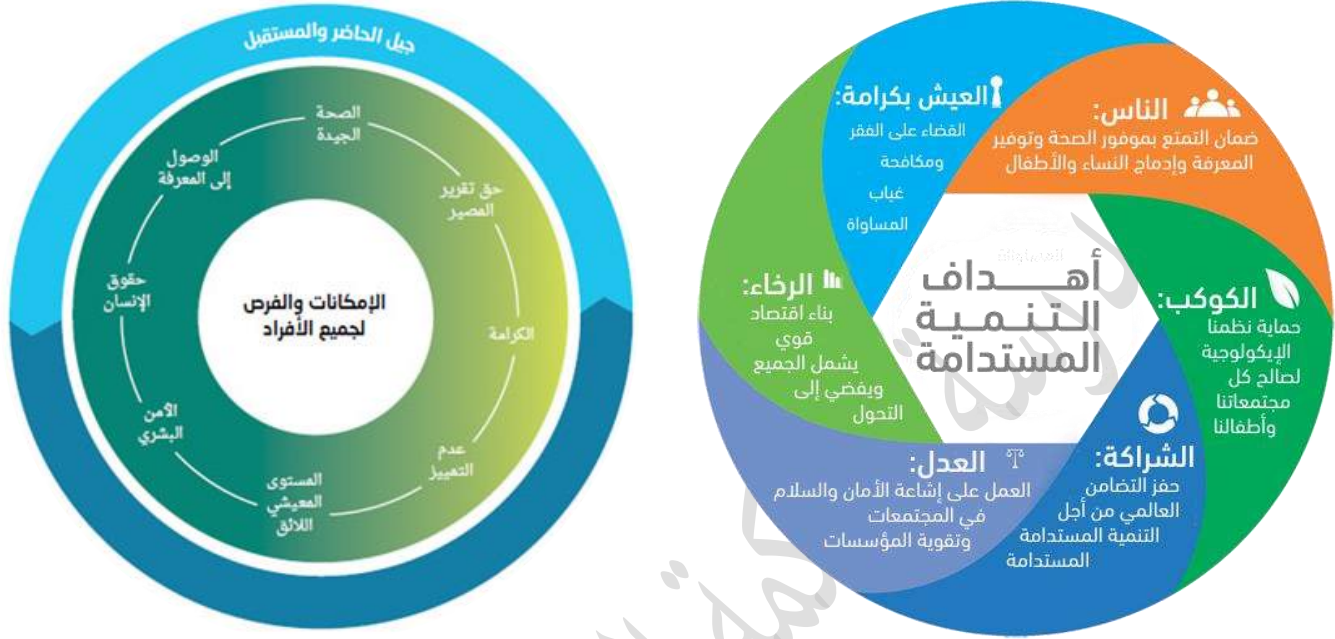 جيل الحاضر والمستقبل
الصحة
الجيدة
حق تقرير
المصير
الكرامة
عدم
التمييز
المستوى
المعيشي
اللائق
الأمن
البشري
حقوق
الإنسان
الوصول
إلى المعرفة
الإمكانات والفرص
لجميع الأفراد
الناس:
ضمان التمتع بموفور الصحة وتوفير
المعرفة وإدماج النساء والأطفال
الكوكب:
حماية نظمنا
الإيكولوجية
لصالح كل
مجتمعاتنا
وأطفالنا
الشراكة:
حفز التضامن
العالمي من أجل
التنمية المستدامة
المستدامة
العدل:
العمل على إشاعة الأمان والسلام
في المجتمعات
وتقوية المؤسسات
الرخاء:
بناء اقتصاد
قوي
يشمل الجميع
ويفضي إلى
التحول
العيش بكرامة:
القضاء على الفقر
ومكافحة
غياب
المساواة
أهـــداف
التنمية
المستدامة